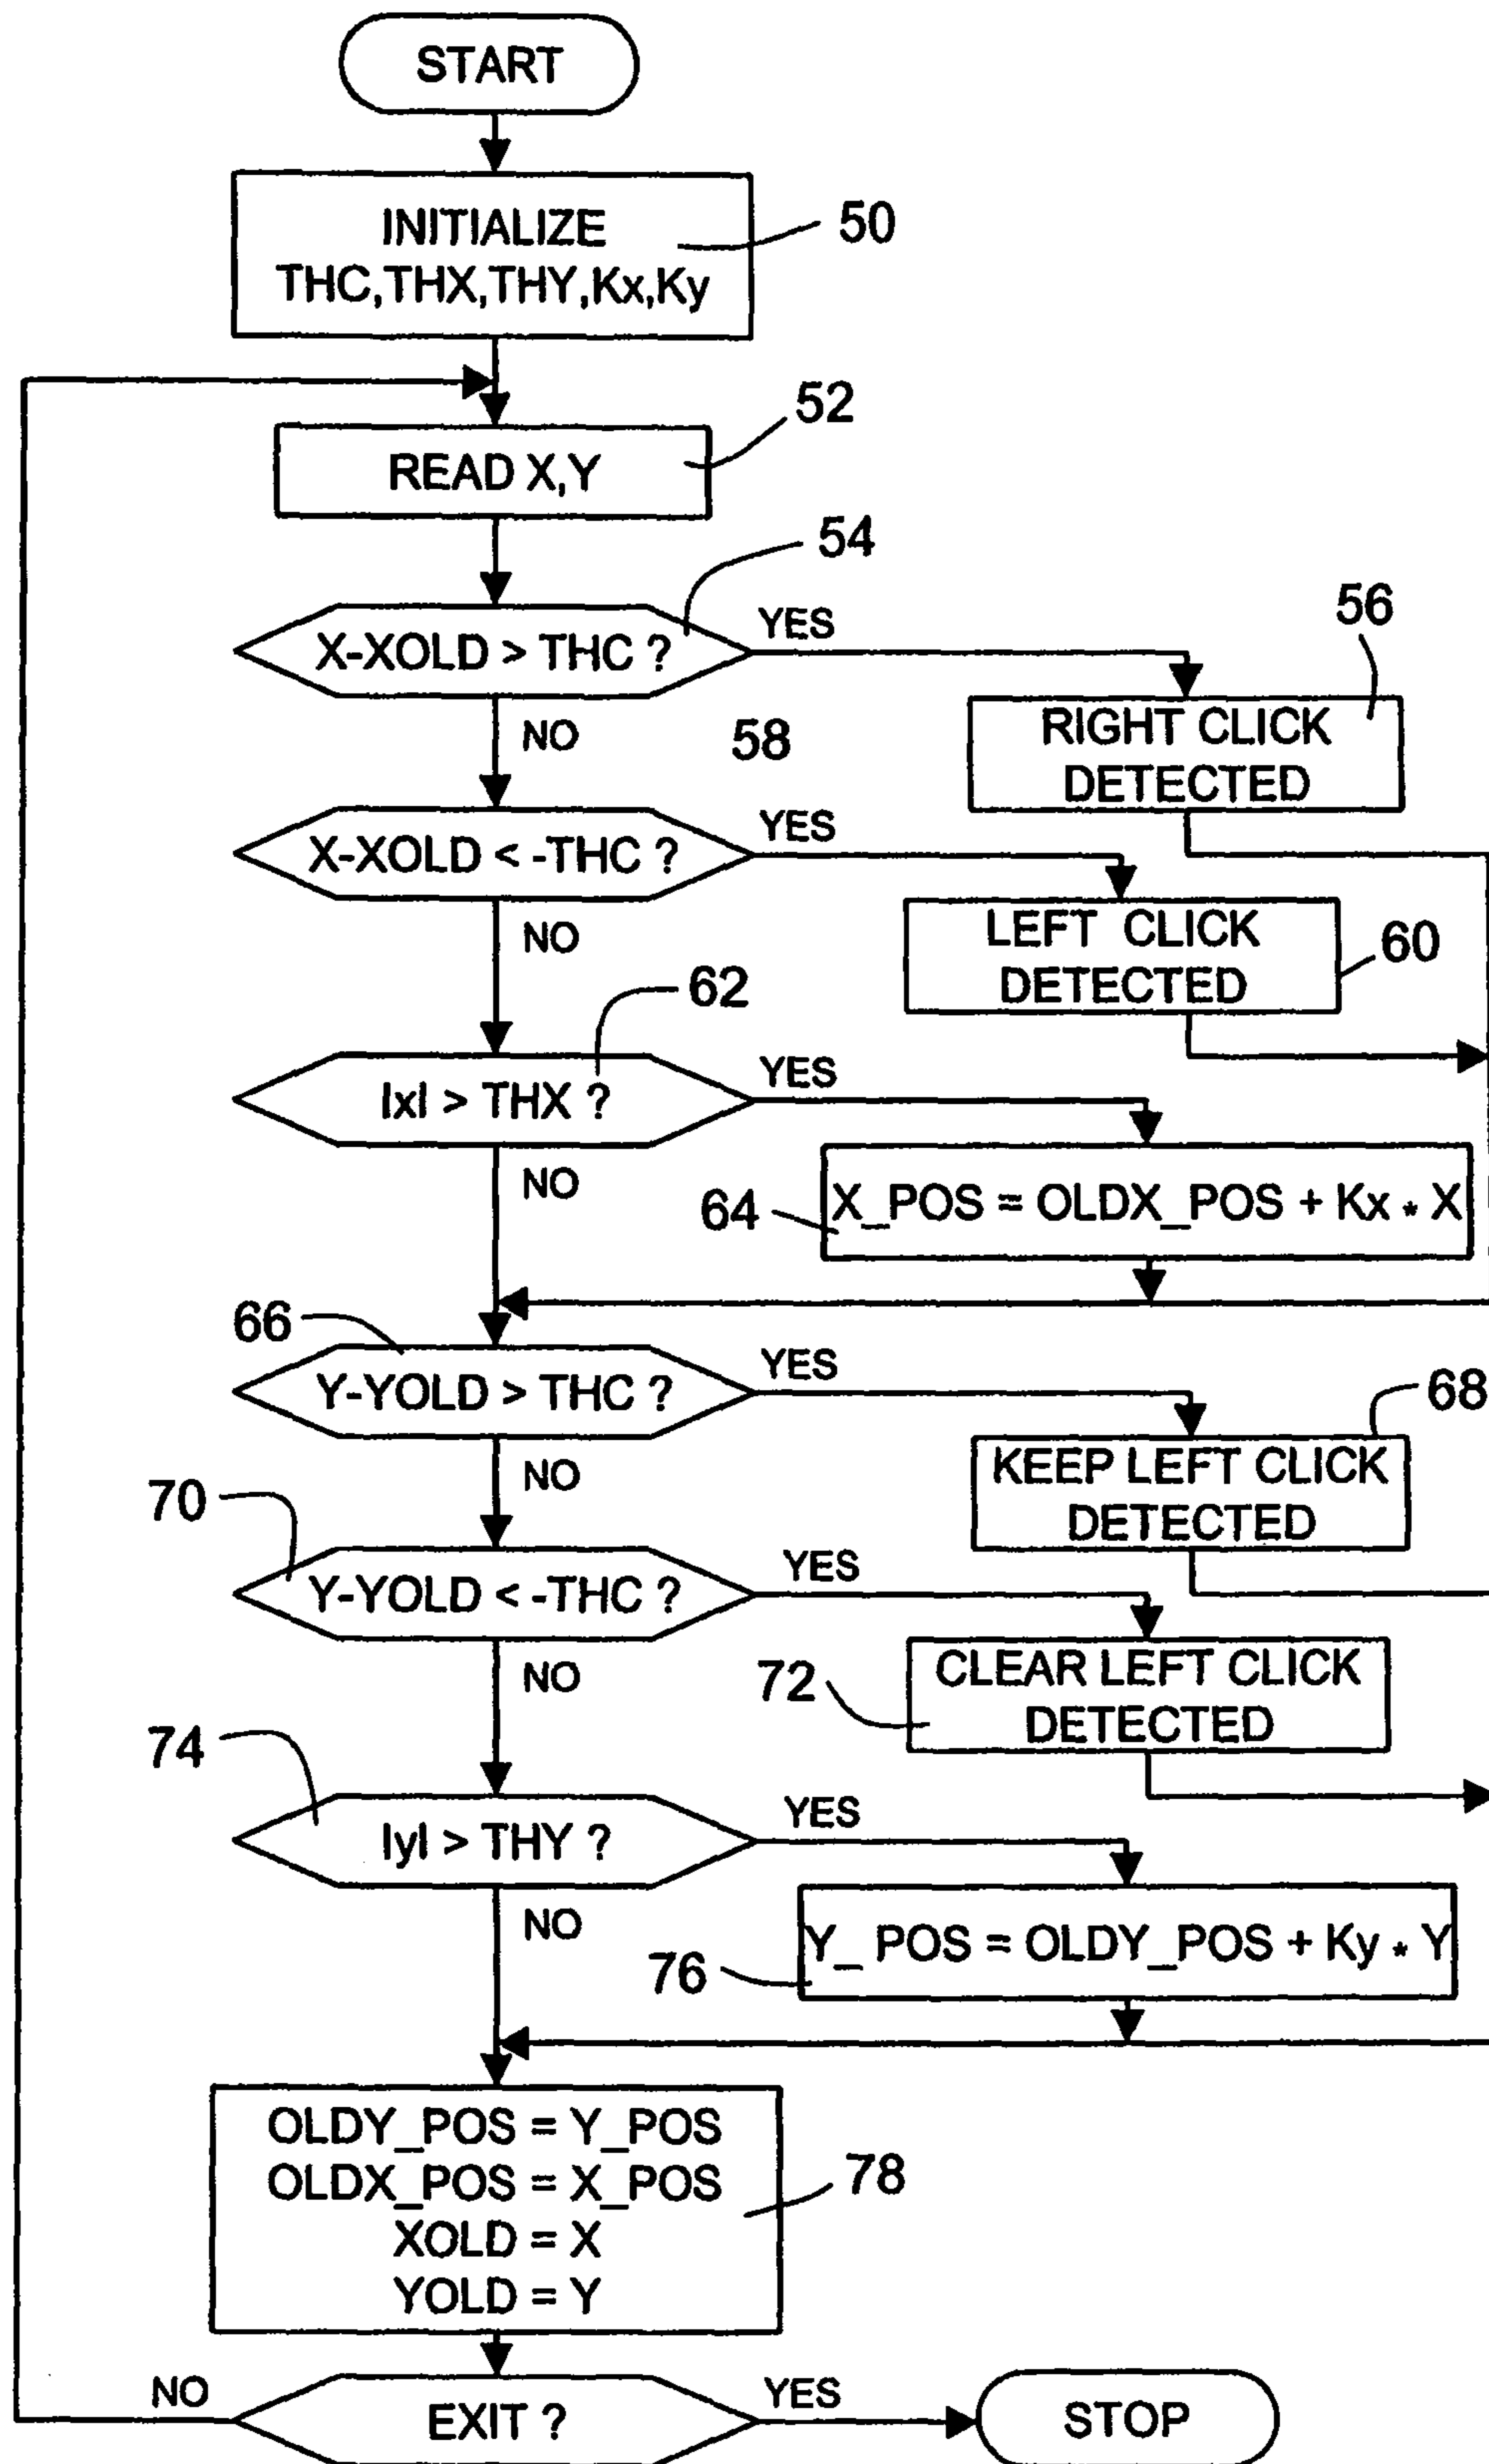 START
INITIALIZE
THC,THX,THY,Kx,Ky
50
52
READ X,Y
54
X-XOLD > THC ?
YES
56
RIGHT CLICK
DETECTED
NO
58
X-XOLD < -THC ?
YES
LEFT CLICK
DETECTED
60
NO
62
|x| > THX ?
YES
NO
64
X_POS = OLDX_POS + Kx * X
66
Y-YOLD > THC ?
YES
68
KEEP LEFT CLICK
DETECTED
NO
70
Y-YOLD < -THC ?
YES
72
CLEAR LEFT CLICK
DETECTED
NO
74
|y| > THY ?
YES
NO
76
Y_ POS = OLDY_POS + Ky * Y
OLDY_POS = Y_POS
OLDX_POS = X_POS
XOLD = X
YOLD = Y
78
NO
EXIT ?
YES
STOP